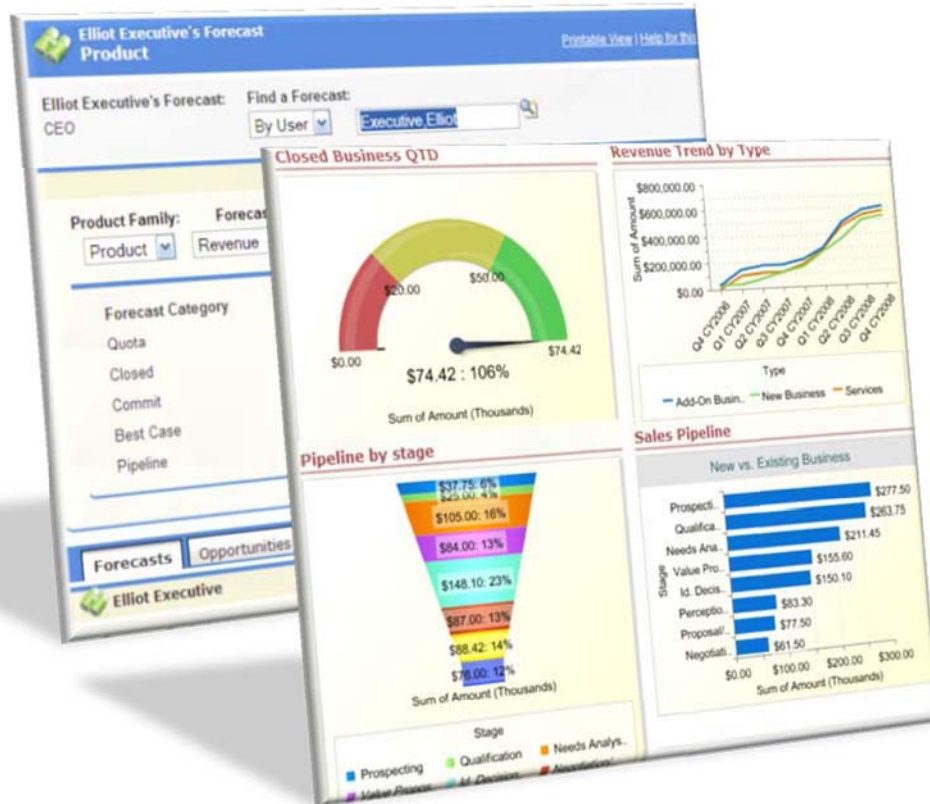 Elliot Executive's Forecast
Product
Printable View | Help for this
Elliot Executive's Forecast:
CEO
Find a Forecast:
By User
Executive,Elliot
Product Family:
Forecas
Product
Revenue
Forecast Category
Quota
Closed
Commit
Best Case
Pipeline
Forecasts
Opportunities
Elliot Executive
Closed Business QTD
$0.00
$20.00
$50.00
$74.42
$74.42 : 106%
Sum of Amount (Thousands)
Revenue Trend by Type
Sum of Amount
$800,000.00
$600,000.00
$400,000.00
$200,000.00
$0.00
Q4 CY2006
Q1 CY2007
Q2 CY2007
Q3 CY2007
Q4 CY2007
Q1 CY2008
Q2 CY2008
Q3 CY2008
Q4 CY2008
Type
Add-On Busin..
New Business
Services
Pipeline by stage
$37.75: 6%
$25.00: 4%
$105.00: 16%
$84.00: 13%
$148.10: 23%
$87.00: 13%
$88.42: 14%
$76.00: 12%
Sum of Amount (Thousands)
Stage
Prospecting
Qualification
Needs Analys..
Value Propos..
Id. Decision..
Negotiation/..
Sales Pipeline
New vs. Existing Business
Stage
Prospecti..
$277.50
Qualifica..
$263.75
Needs Ana..
$211.45
Value Pro..
$155.60
Id. Decis..
$150.10
Perceptio..
$83.30
Proposal/..
$77.50
Negotiati..
$61.50
$0.00
$100.00
$200.00
$300.00
Sum of Amount (Thousands)